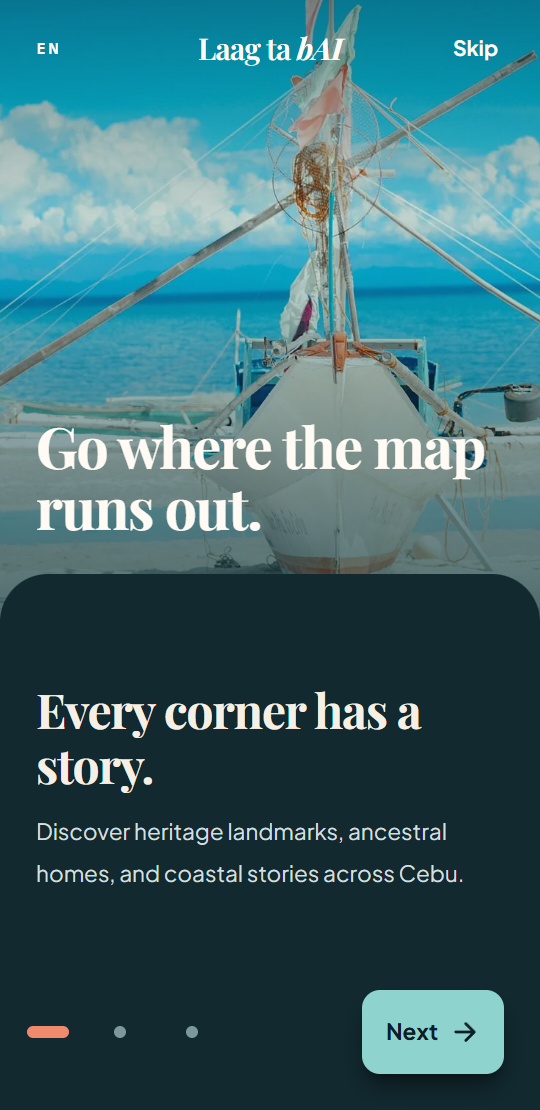 EN
Laag ta bAI
Skip
Go where the map
runs out.
Every corner has a
story.
Discover heritage landmarks, ancestral
homes, and coastal stories across Cebu.
Next